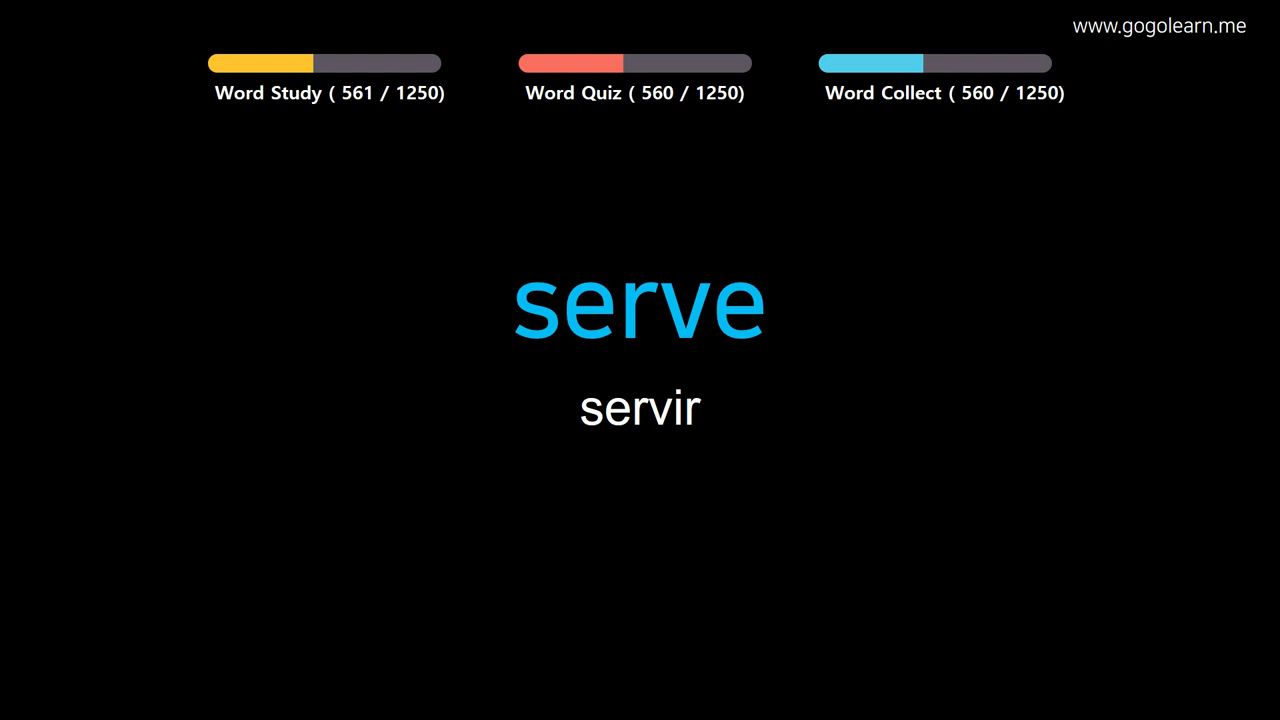 www.gogolearn.me
Word Study ( 561 / 1250)
Word Quiz ( 560 / 1250)
Word Collect ( 560 / 1250)
serve
servir